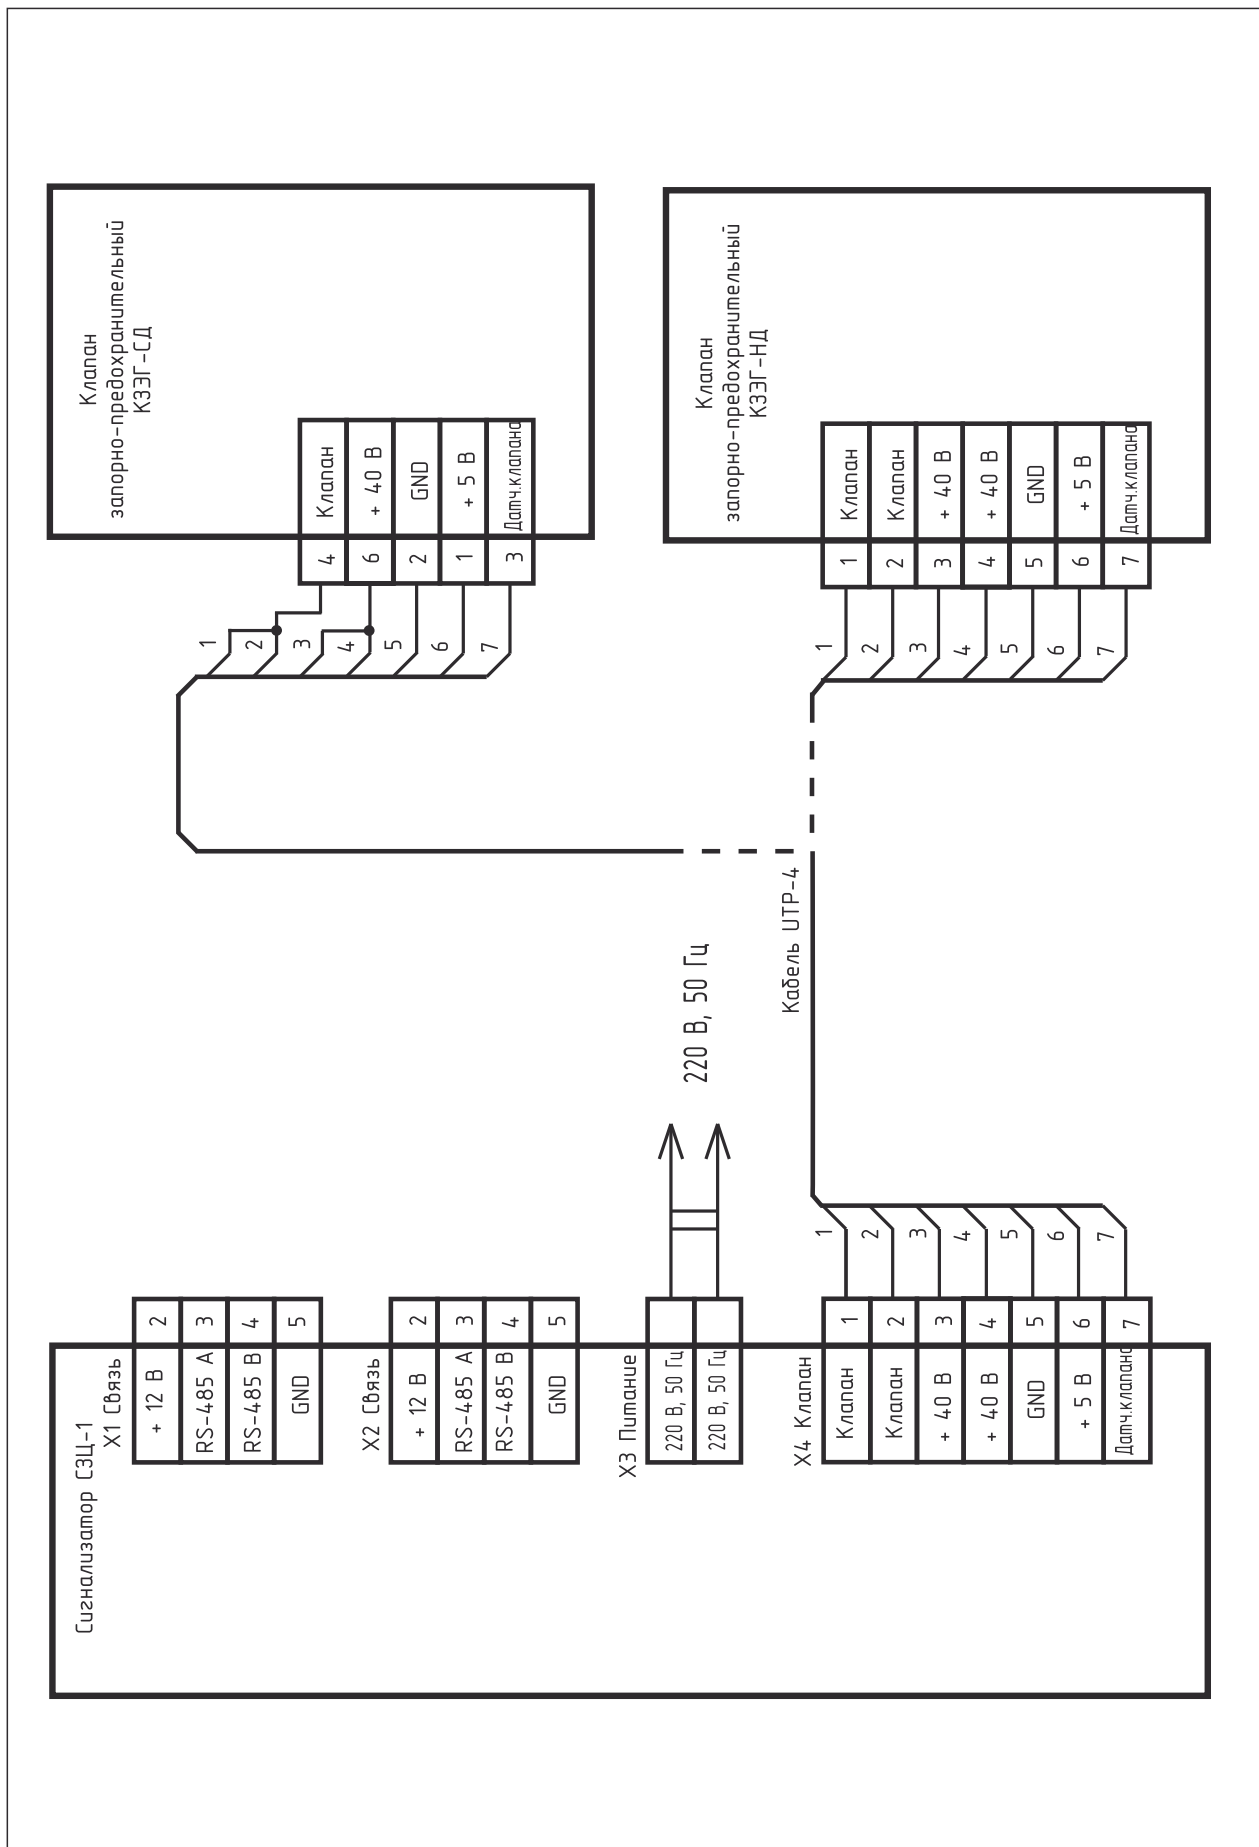 Сигнализатор СЗЦ-1
X1 Связь
+ 12 В 2
RS-485 A 3
RS-485 B 4
GND 5
X2 Связь
+ 12 В 2
RS-485 A 3
RS-485 B 4
GND 5
X3 Питание
220 В, 50 Гц
220 В, 50 Гц
220 В, 50 Гц
X4 Клапан
Клапан 1
Клапан 2
+ 40 В 3
+ 40 В 4
GND 5
+ 5 В 6
Датч.клапана 7
1
2
3
4
5
6
7
Кабель UTP-4
1
2
3
4
5
6
7
4 Клапан
6 + 40 В
2 GND
1 + 5 В
3 Датч.клапана
Клапан
запорно-предохранительный
КЗЭГ-СД
1
2
3
4
5
6
7
1 Клапан
2 Клапан
3 + 40 В
4 + 40 В
5 GND
6 + 5 В
7 Датч.клапана
Клапан
запорно-предохранительный
КЗЭГ-НД